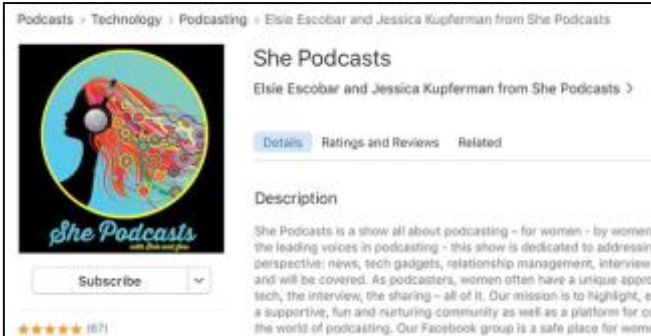 Podcasts > Technology > Podcasting > Elsie Escobar and Jessica Kupferman from She Podcasts
She Podcasts
Elsie Escobar and Jessica Kupferman from She Podcasts >
Details Ratings and Reviews Related
She Podcasts
with Elsie and Jess
Subscribe
(67)
Description
She Podcasts is a show all about podcasting - for women - by women
the leading voices in podcasting - this show is dedicated to addressin
perspective: news, tech gadgets, relationship management, interview
and will be covered. As podcasters, women often have a unique appro
tech, the interview, the sharing – all of it. Our mission is to highlight, e
a supportive, fun and nurturing community as well as a platform for co
the world of podcasting. Our Facebook group is a safe place for wome